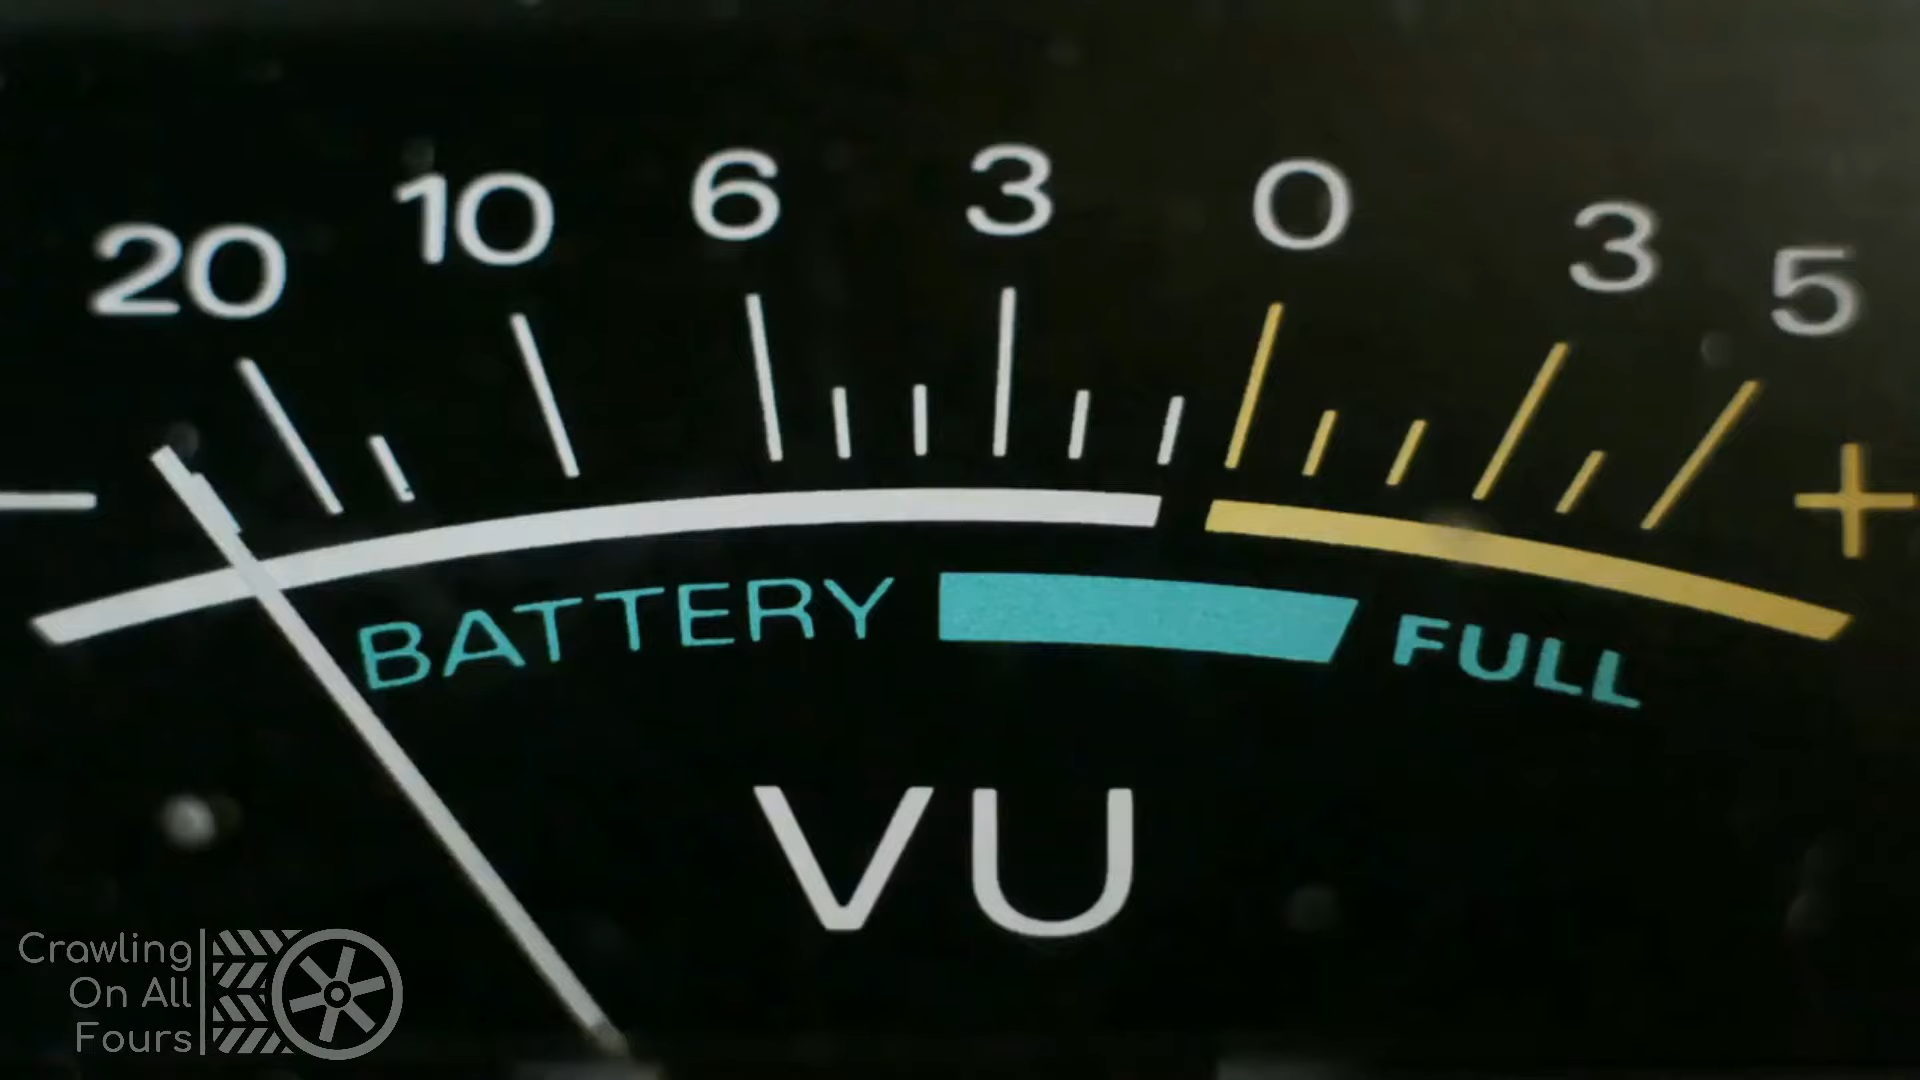 20 10 6 3 0 3 5
− +
BATTERY FULL
VU
Crawling
On All
Fours